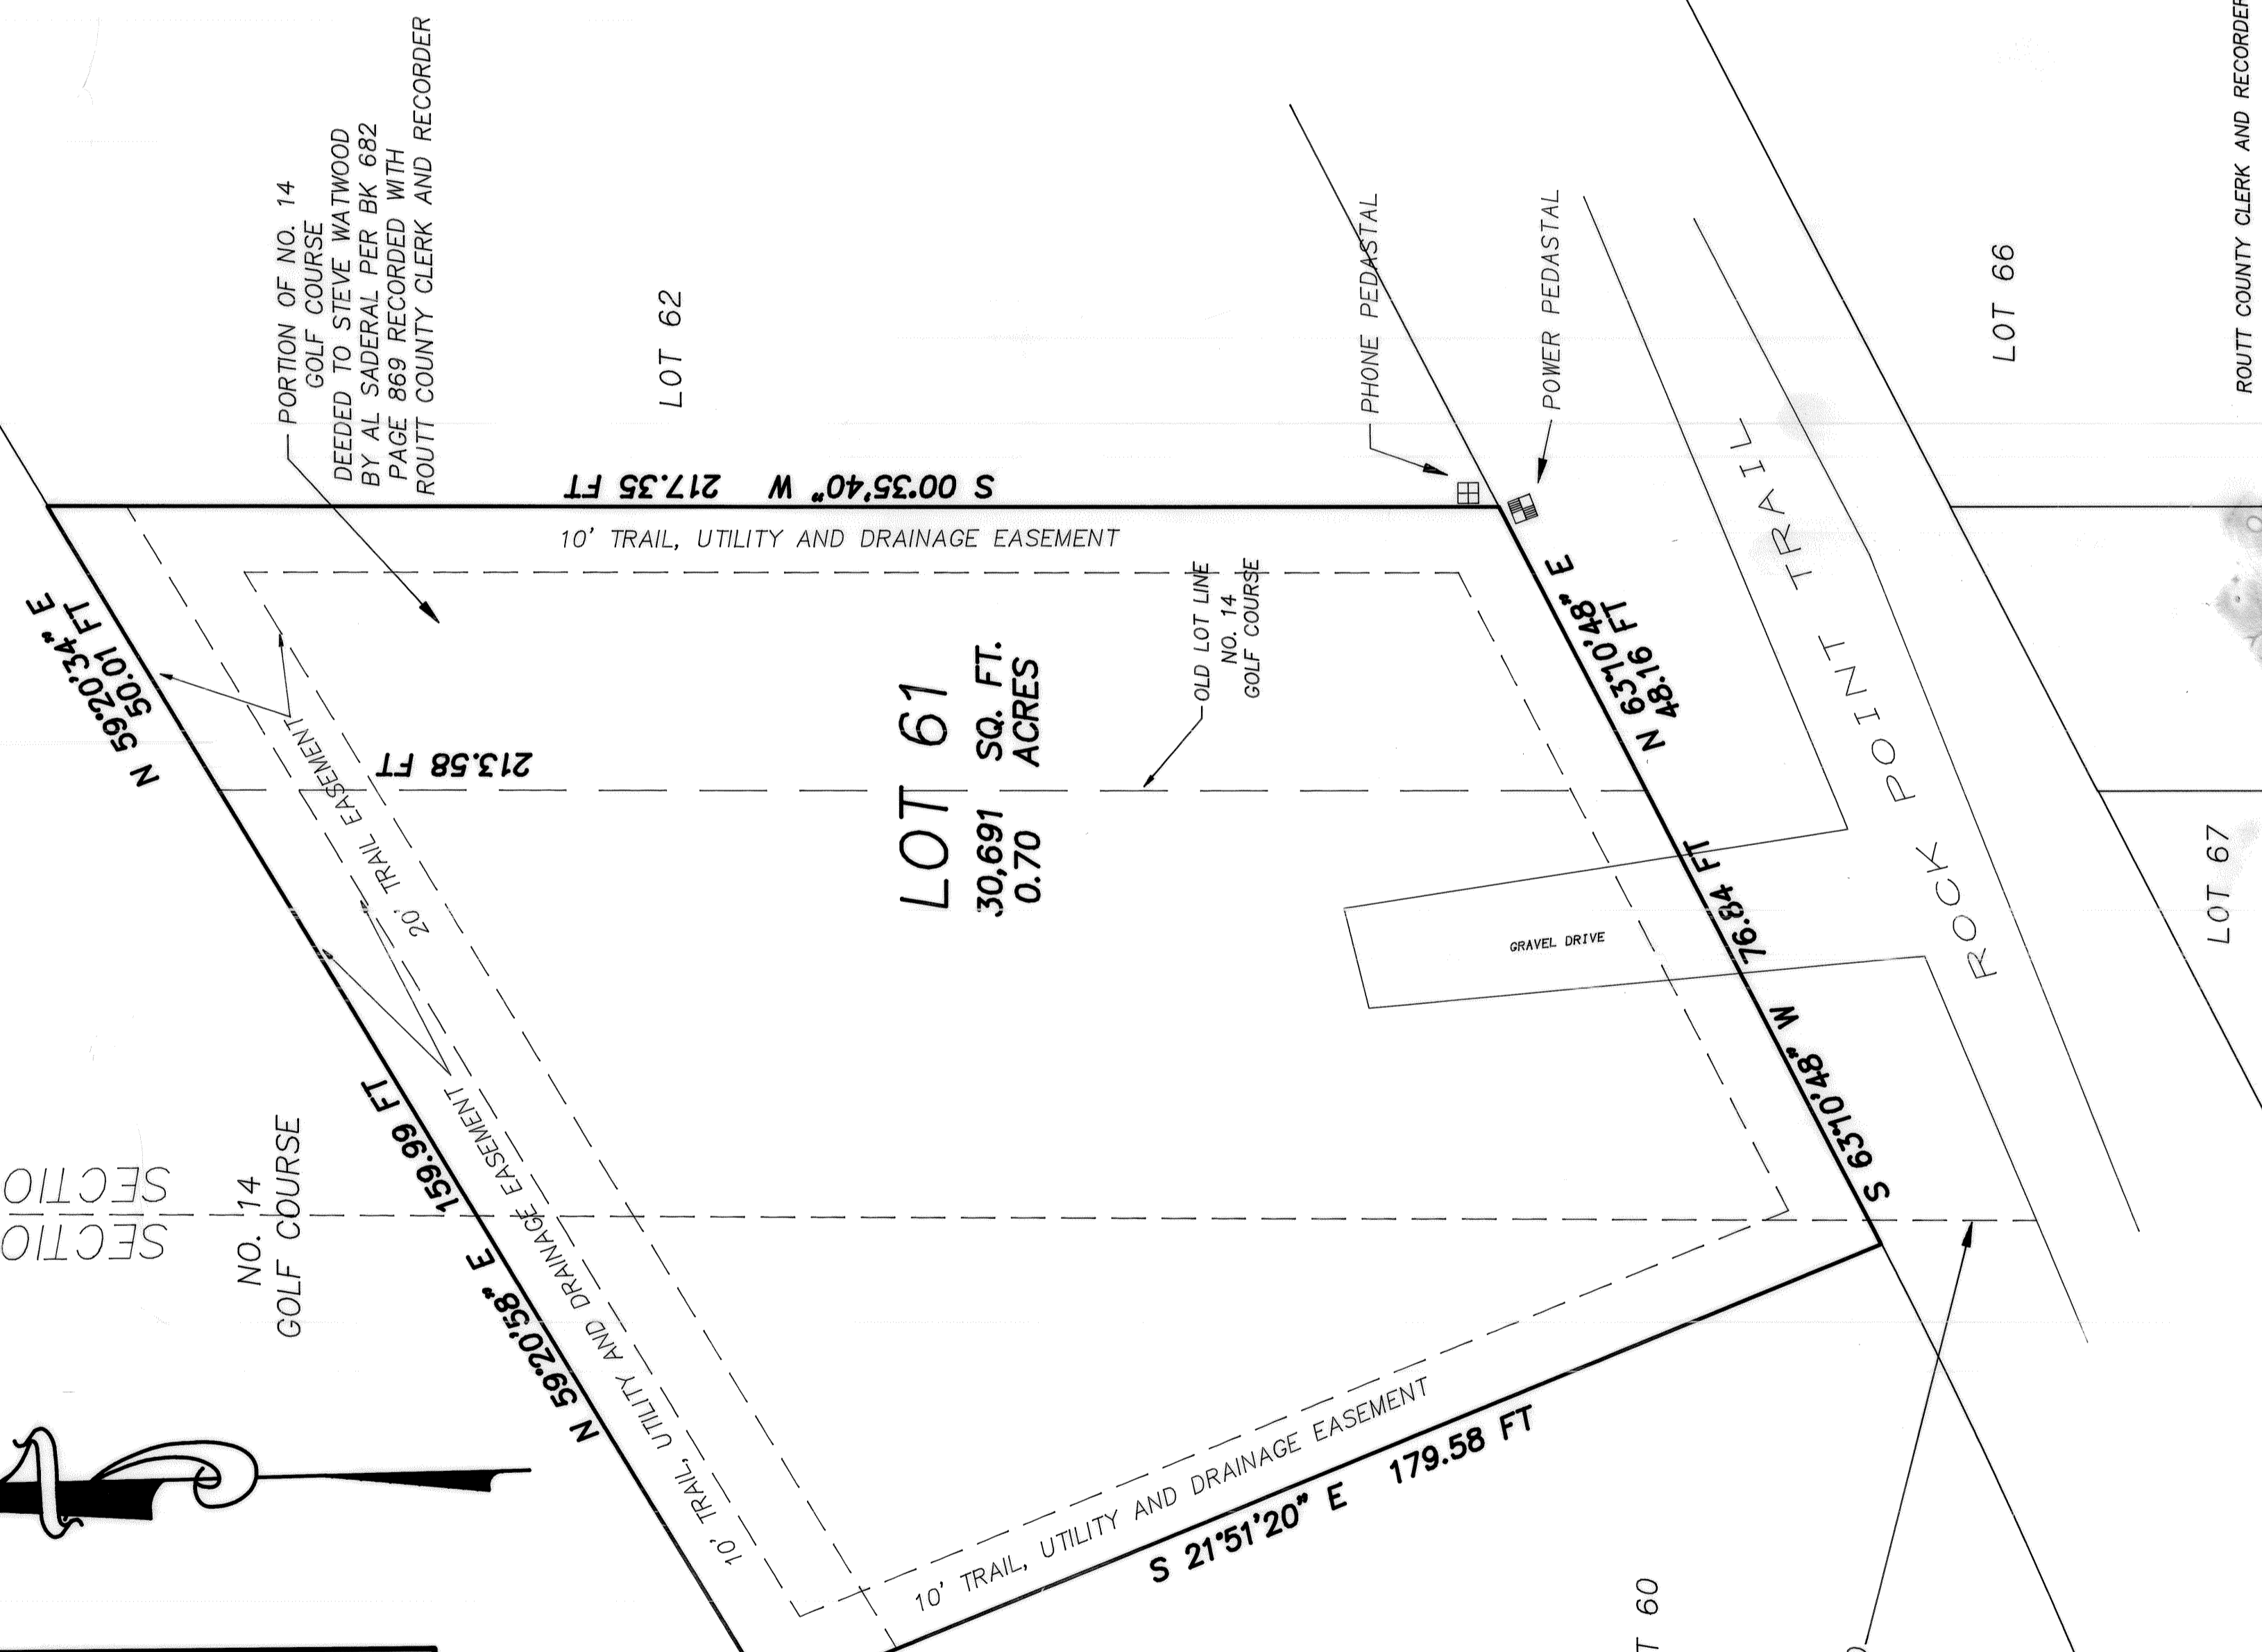 PORTION OF NO. 14
GOLF COURSE
DEEDED TO STEVE WATWOOD
BY AL SADERAL PER BK 682
PAGE 869 RECORDED WITH
ROUTT COUNTY CLERK AND RECORDER
LOT 62
N 59°20'34" E
50.01 FT
S 00°35'40" W 217.35 FT
10' TRAIL, UTILITY AND DRAINAGE EASEMENT
PHONE PEDASTAL
POWER PEDASTAL
LOT 66
ROUTT COUNTY CLERK AND RECORDER
213.58 FT
20' TRAIL EASEMENT
LOT 61
30,691 SQ. FT.
0.70 ACRES
OLD LOT LINE
NO. 14
GOLF COURSE
N 63°10'48" E
48.16 FT
ROCK POINT TRAIL
LOT 67
GRAVEL DRIVE
S 63°10'48" W 76.84 FT
SECTIO
SECTIO
NO. 14
GOLF COURSE
N 59°20'58" E 159.99 FT
10' TRAIL, UTILITY AND DRAINAGE EASEMENT
10' TRAIL, UTILITY AND DRAINAGE EASEMENT
S 21°51'20" E 179.58 FT
T 60